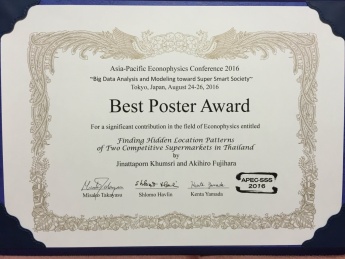 Asia-Pacific Econophysics Conference 2016
"Big Data Analysis and Modeling toward Super Smart Society"
Tokyo, Japan, August 24-26, 2016
Best Poster Award
For a significant contribution in the field of Econophysics entitled
Finding Hidden Location Patterns
of Two Competitive Supermarkets in Thailand
by
Jinattaporn Khumsri and Akihiro Fujihara
Misako Takayasu Shlomo Havlin Kenta Yamada
APEC-SSS
2016